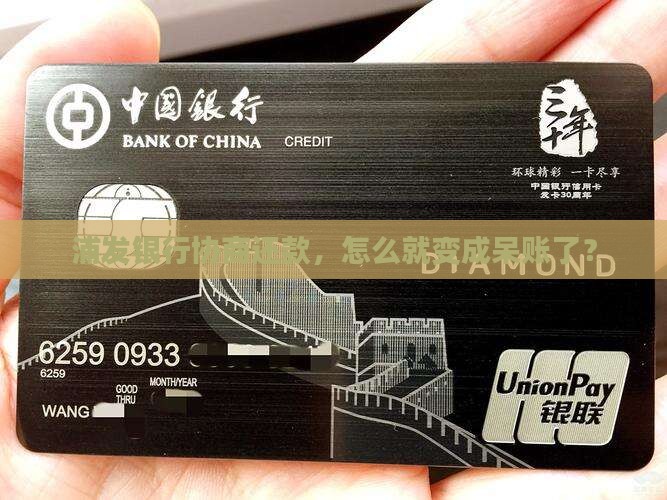 中國銀行
BANK OF CHINA CREDIT
三十年
环球精彩 一卡尽享
中国银行信用卡
发卡30周年
浦发银行协商还款，怎么就变成呆账了？
DIAMOND
6259 0933
6259
GOOD THRU MONTH/YEAR
WANG
UnionPay
银联